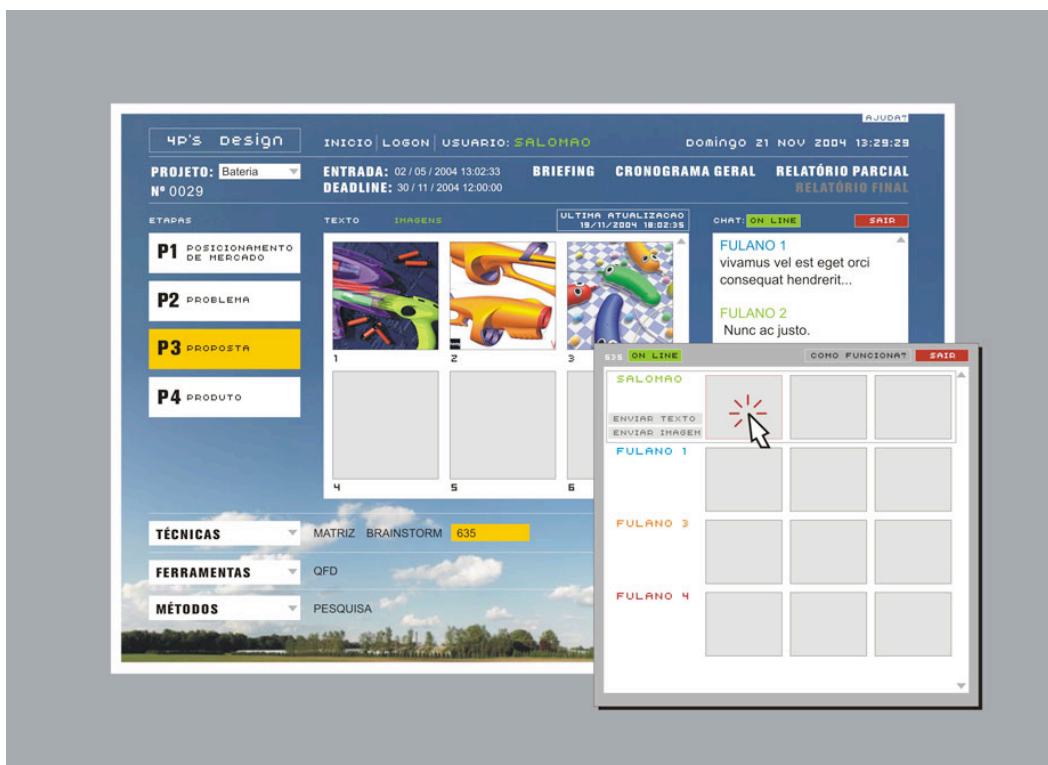 AJUDA?
4P'S Design
INICIO | LOGON | USUARIO: SALOMAO
Domingo 21 NOV 2004 13:29:29
PROJETO: Bateria
Nº 0029
ENTRADA: 02 / 05 / 2004 13:02:33
DEADLINE: 30 / 11 / 2004 12:00:00
BRIEFING
CRONOGRAMA GERAL
RELATÓRIO PARCIAL
RELATÓRIO FINAL
ETAPAS
TEXTO
IMAGENS
ULTIMA ATUALIZACAO
19/11/2004 18:02:35
CHAT: ON LINE
SAIR
P1 POSICIONAMENTO
DE MERCADO
P2 PROBLEMA
P3 PROPOSTA
P4 PRODUTO
1
2
3
4
5
6
FULANO 1
vivamus vel est eget orci
consequat hendrerit...
FULANO 2
Nunc ac justo.
635 ON LINE
COMO FUNCIONA?
SAIR
SALOMAO
ENVIAR TEXTO
ENVIAR IMAGEM
FULANO 1
FULANO 3
FULANO 4
TÉCNICAS
MATRIZ BRAINSTORM 635
FERRAMENTAS
QFD
MÉTODOS
PESQUISA